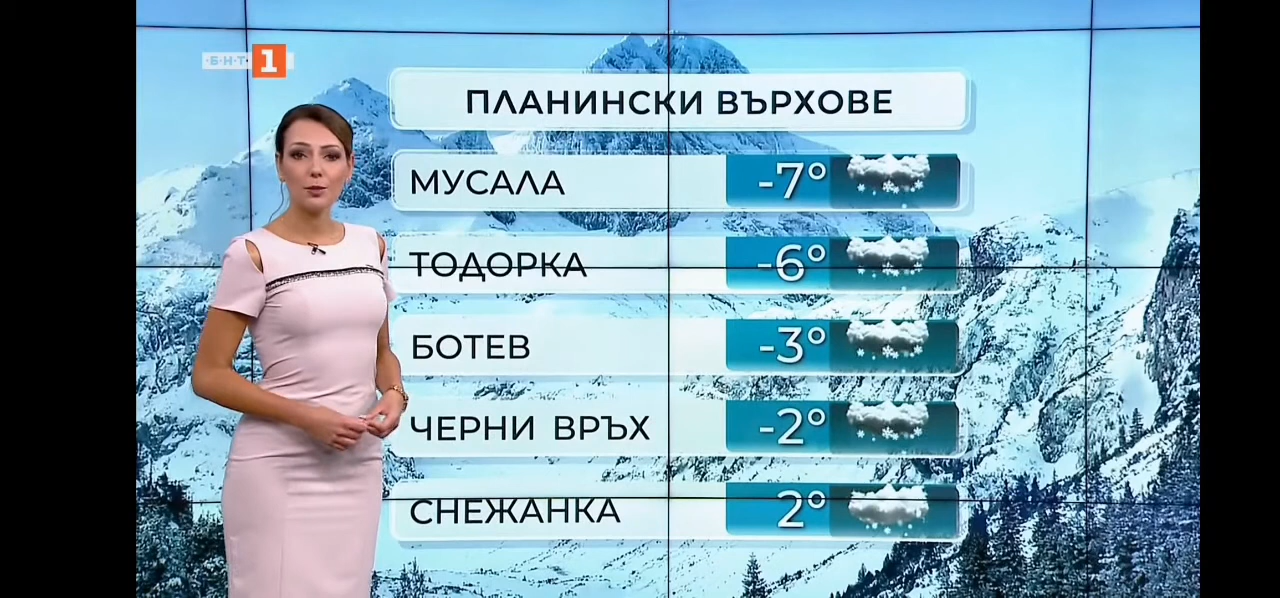 БНТ 1
ПЛАНИНСКИ ВЪРХОВЕ
МУСАЛА -7°
ТОДОРКА -6°
БОТЕВ -3°
ЧЕРНИ ВРЪХ -2°
СНЕЖАНКА 2°